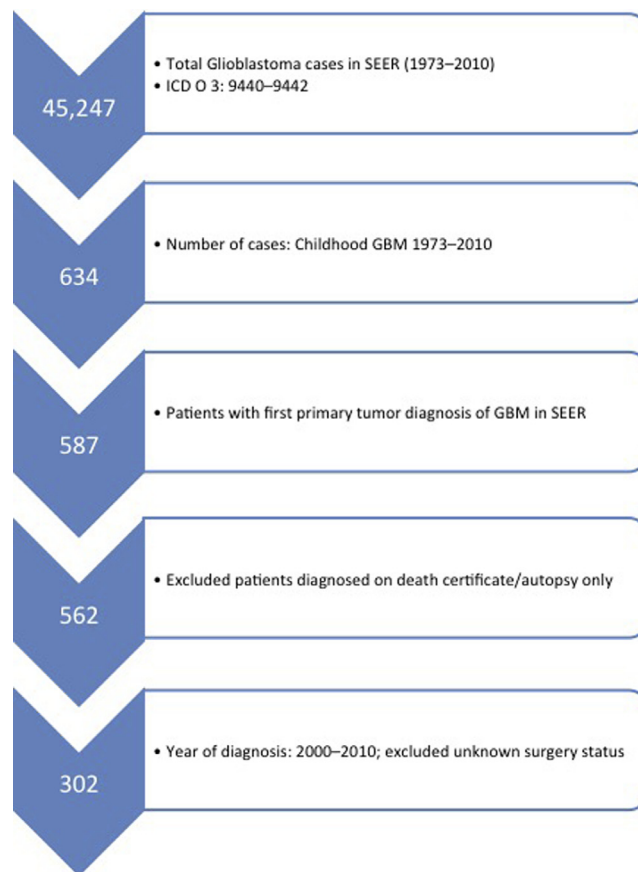 45,247
• Total Glioblastoma cases in SEER (1973–2010)
• ICD O 3: 9440–9442
634
• Number of cases: Childhood GBM 1973–2010
587
• Patients with first primary tumor diagnosis of GBM in SEER
562
• Excluded patients diagnosed on death certificate/autopsy only
302
• Year of diagnosis: 2000–2010; excluded unknown surgery status